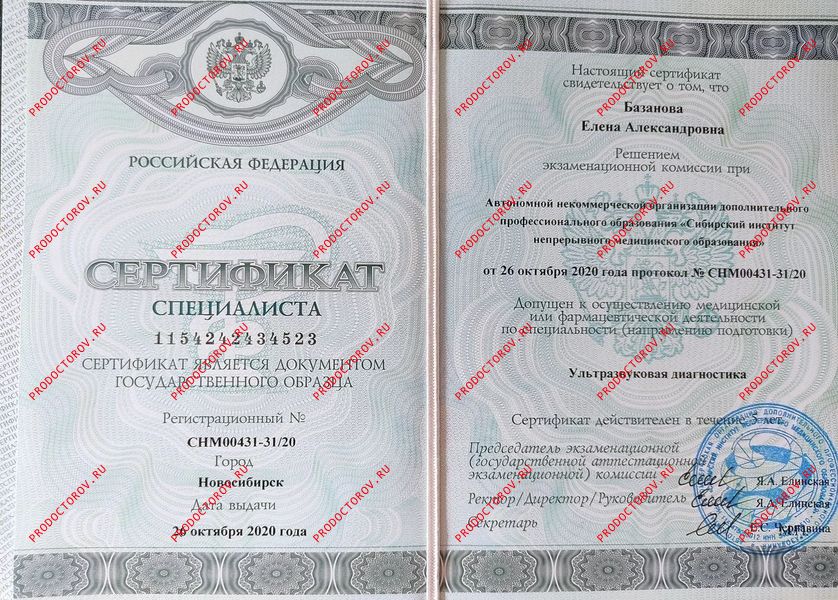 РОССИЙСКАЯ ФЕДЕРАЦИЯ
СЕРТИФИКАТ
СПЕЦИАЛИСТА
1154242434523
СЕРТИФИКАТ ЯВЛЯЕТСЯ ДОКУМЕНТОМ
ГОСУДАРСТВЕННОГО ОБРАЗЦА
Регистрационный №
СНМ00431-31/20
Город
Новосибирск
Дата выдачи
26 октября 2020 года
Настоящий сертификат
свидетельствует о том, что
Базанова
Елена Александровна
Решением
экзаменационной комиссии при
Автономной некоммерческой организации дополнительного
профессионального образования «Сибирский институт
непрерывного медицинского образования»
от 26 октября 2020 года протокол № СНМ00431-31/20
Допущен к осуществлению медицинской
или фармацевтической деятельности
по специальности (направлению подготовки)
Ультразвуковая диагностика
Сертификат действителен в течение 5 лет
Председатель экзаменационной
(государственной аттестационной
экзаменационной) комиссии
Я.А. Елинская
Ректор/Директор/Руководитель
Я.А. Елинская
Секретарь
Е.С.
PRODOCTOROV.RU